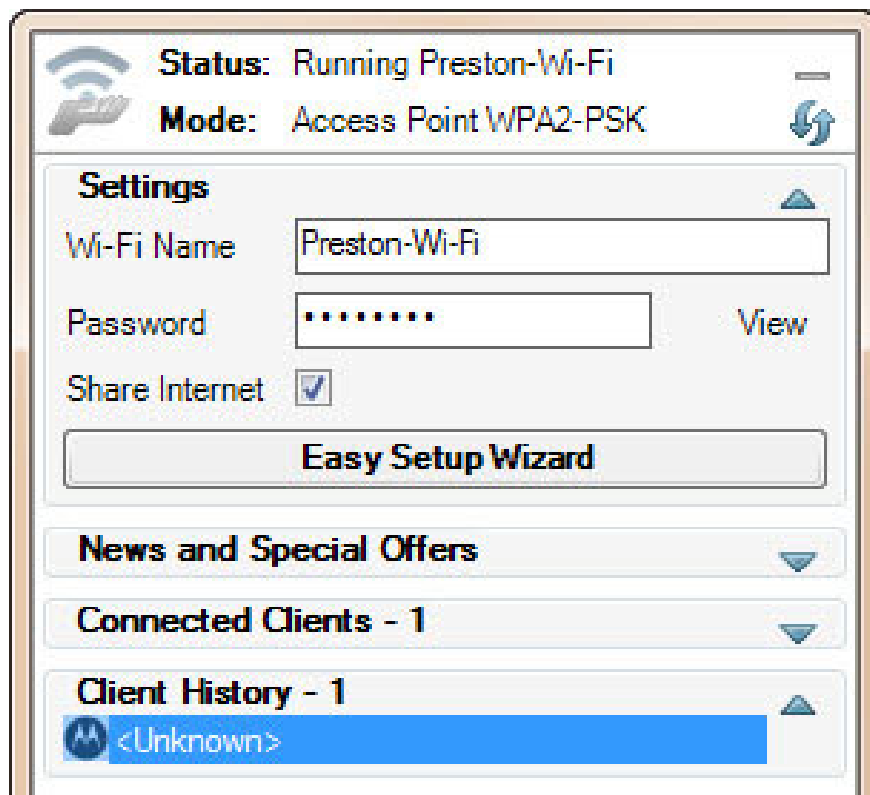 Status: Running Preston-Wi-Fi
Mode: Access Point WPA2-PSK
Settings
Wi-Fi Name Preston-Wi-Fi
Password •••••••• View
Share Internet
Easy Setup Wizard
News and Special Offers
Connected Clients - 1
Client History - 1
<Unknown>